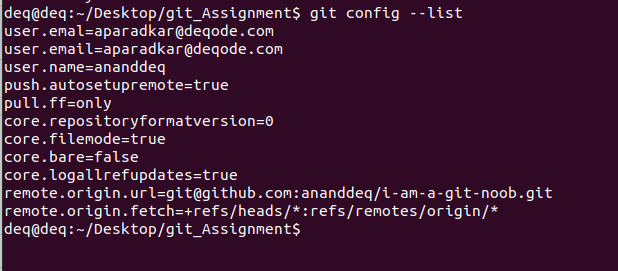 deq@deq:~/Desktop/git_Assignment$ git config --list
user.emal=aparadkar@deqode.com
user.email=aparadkar@deqode.com
user.name=ananddeq
push.autosetupremote=true
pull.ff=only
core.repositoryformatversion=0
core.filemode=true
core.bare=false
core.logallrefupdates=true
remote.origin.url=git@github.com:ananddeq/i-am-a-git-noob.git
remote.origin.fetch=+refs/heads/*:refs/remotes/origin/*
deq@deq:~/Desktop/git_Assignment$